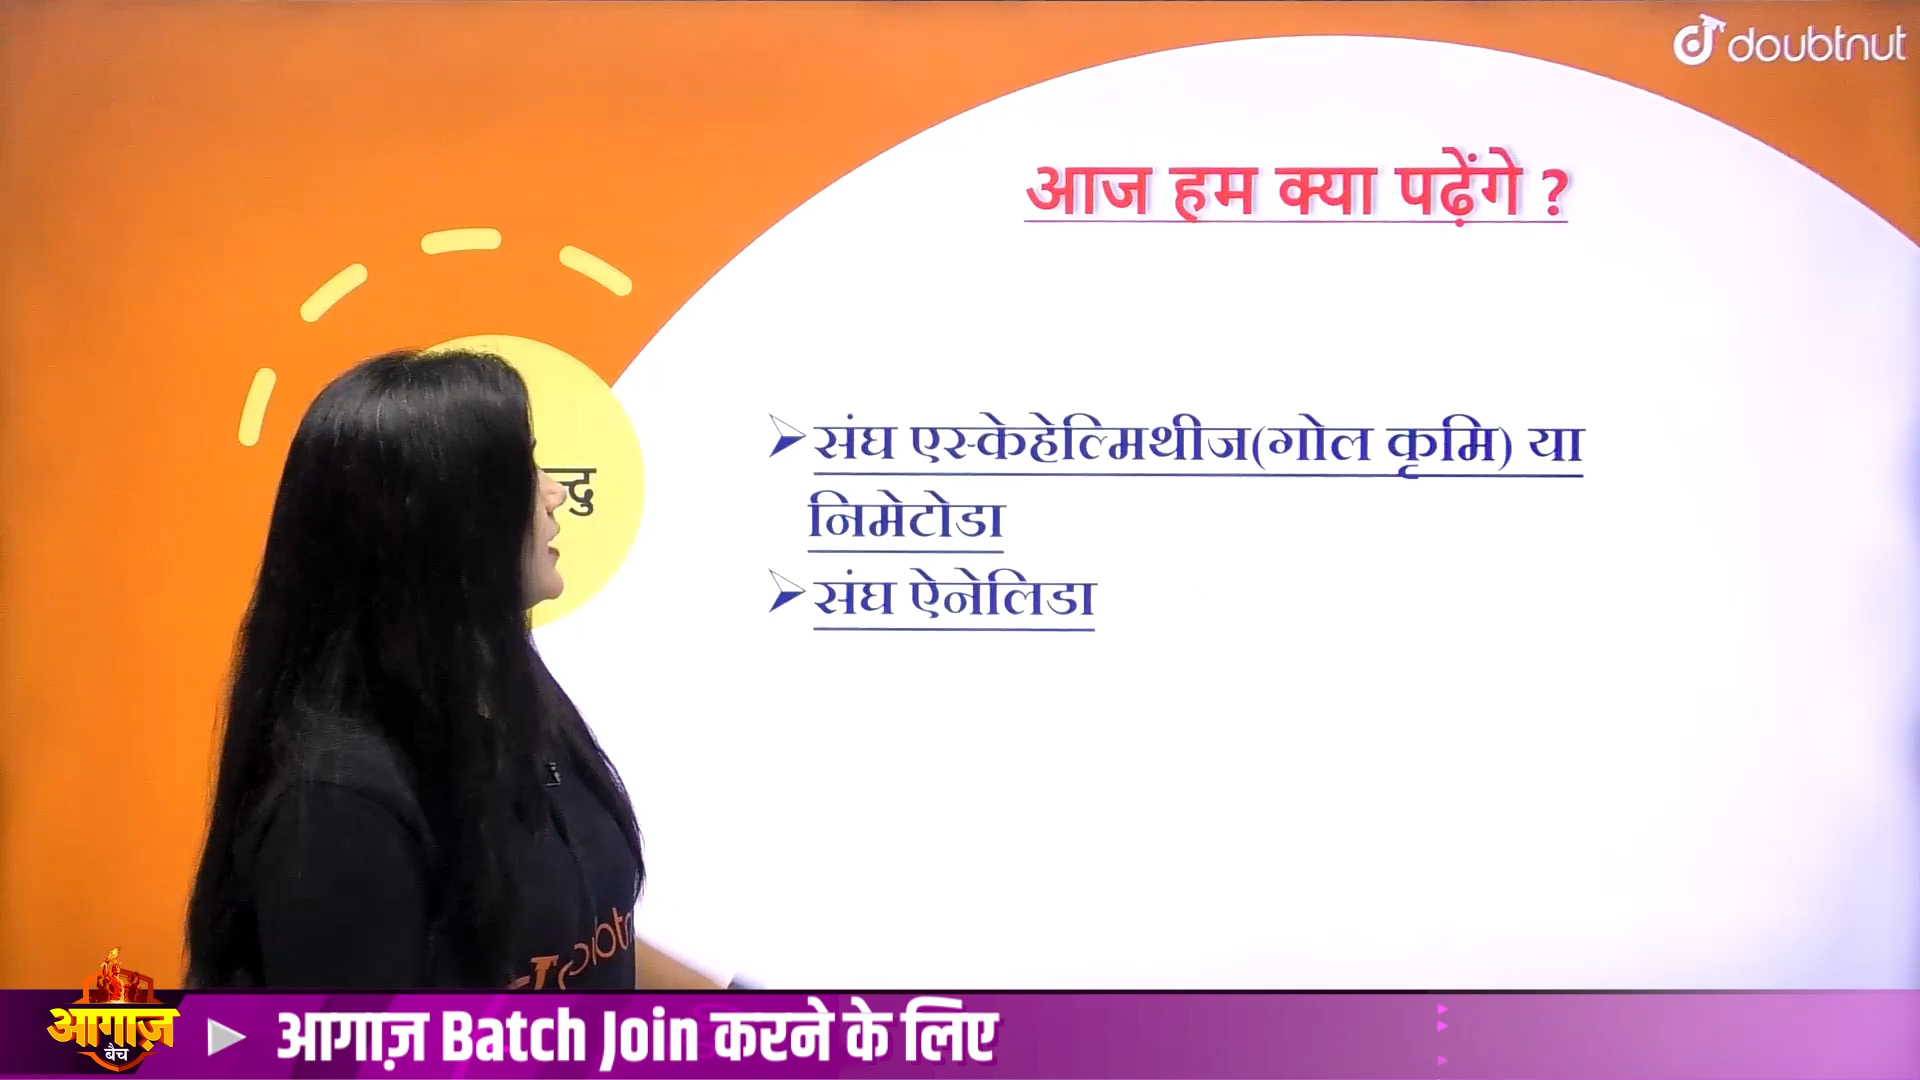 doubtnut
आज हम क्या पढ़ेंगे ?
संघ एस्केहेल्मिथीज(गोल कृमि) या
निमेटोडा
संघ ऐनेलिडा
आगाज़
बैच
आगाज़ Batch Join करने के लिए